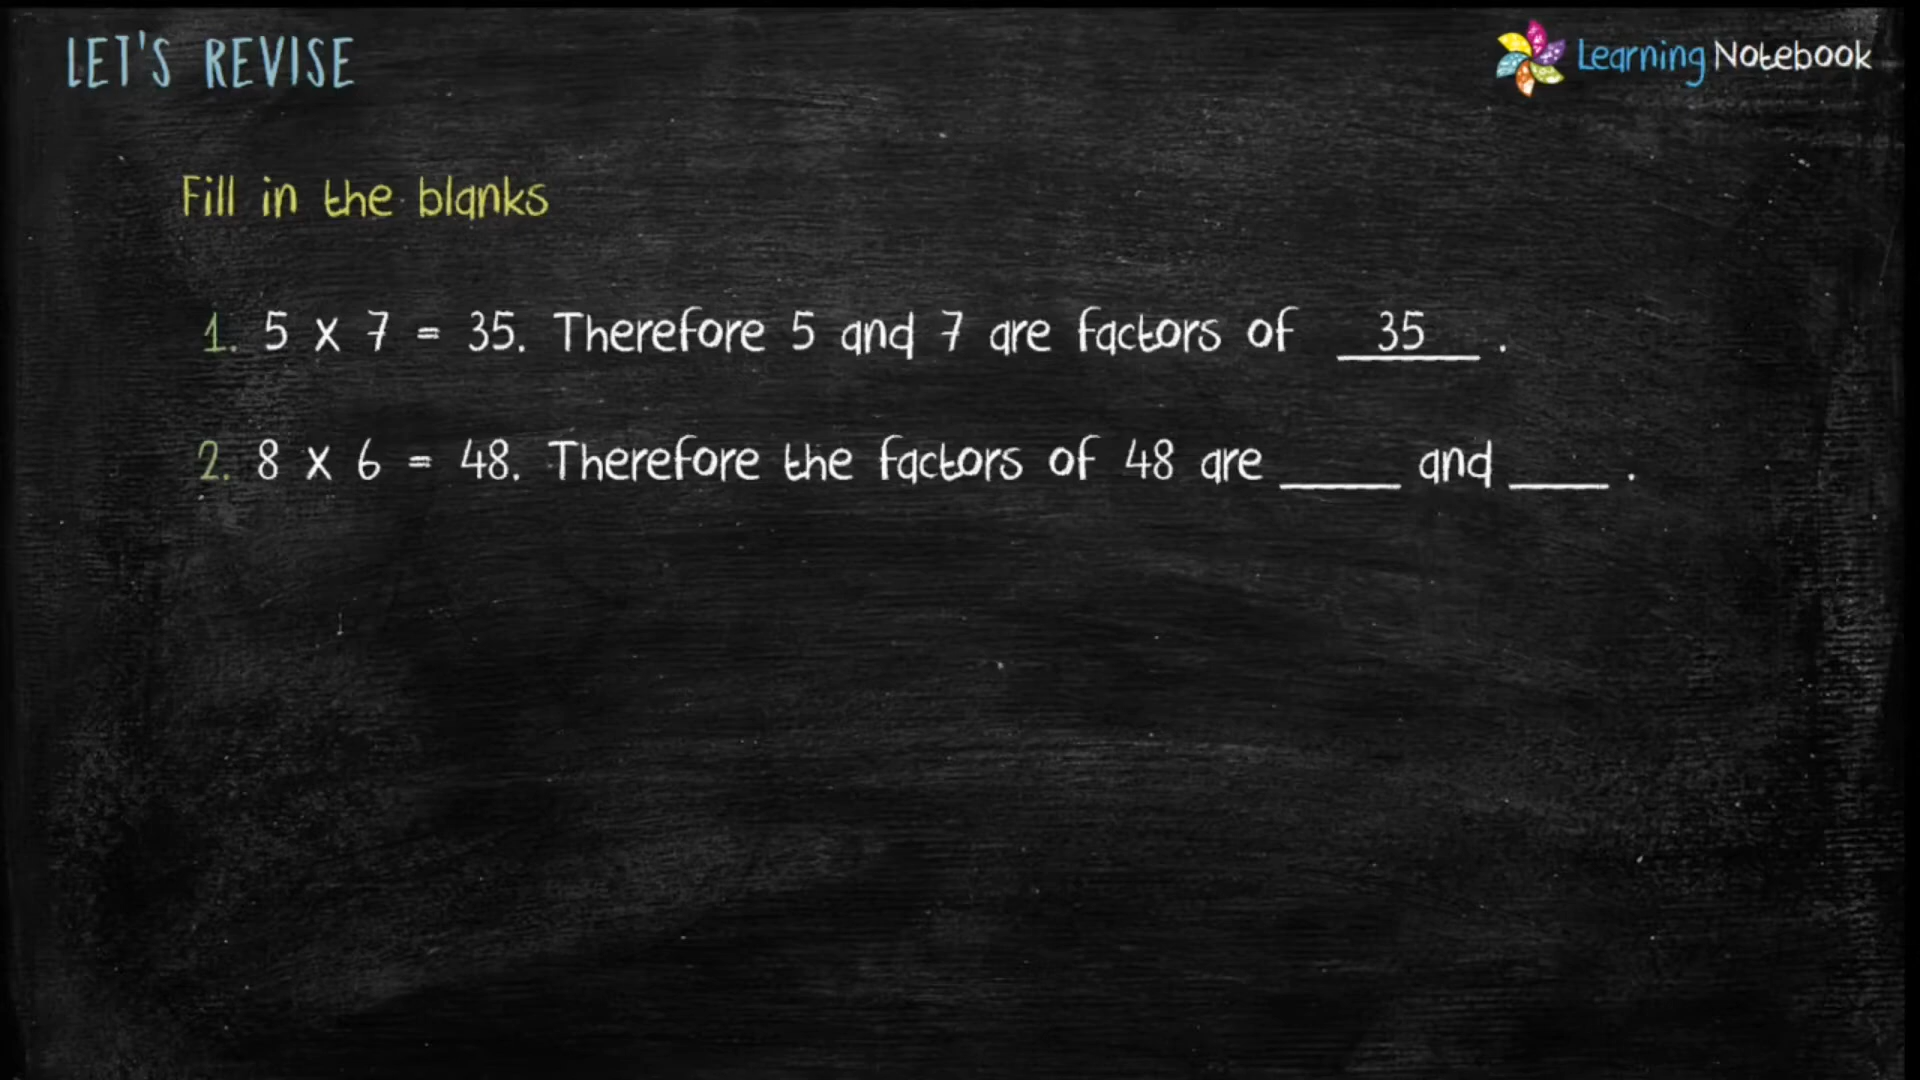 LET'S REVISE
Learning Notebook
Fill in the blanks
1. 5 x 7 = 35. Therefore 5 and 7 are factors of 35 .
2. 8 x 6 = 48. Therefore the factors of 48 are ____ and ____ .